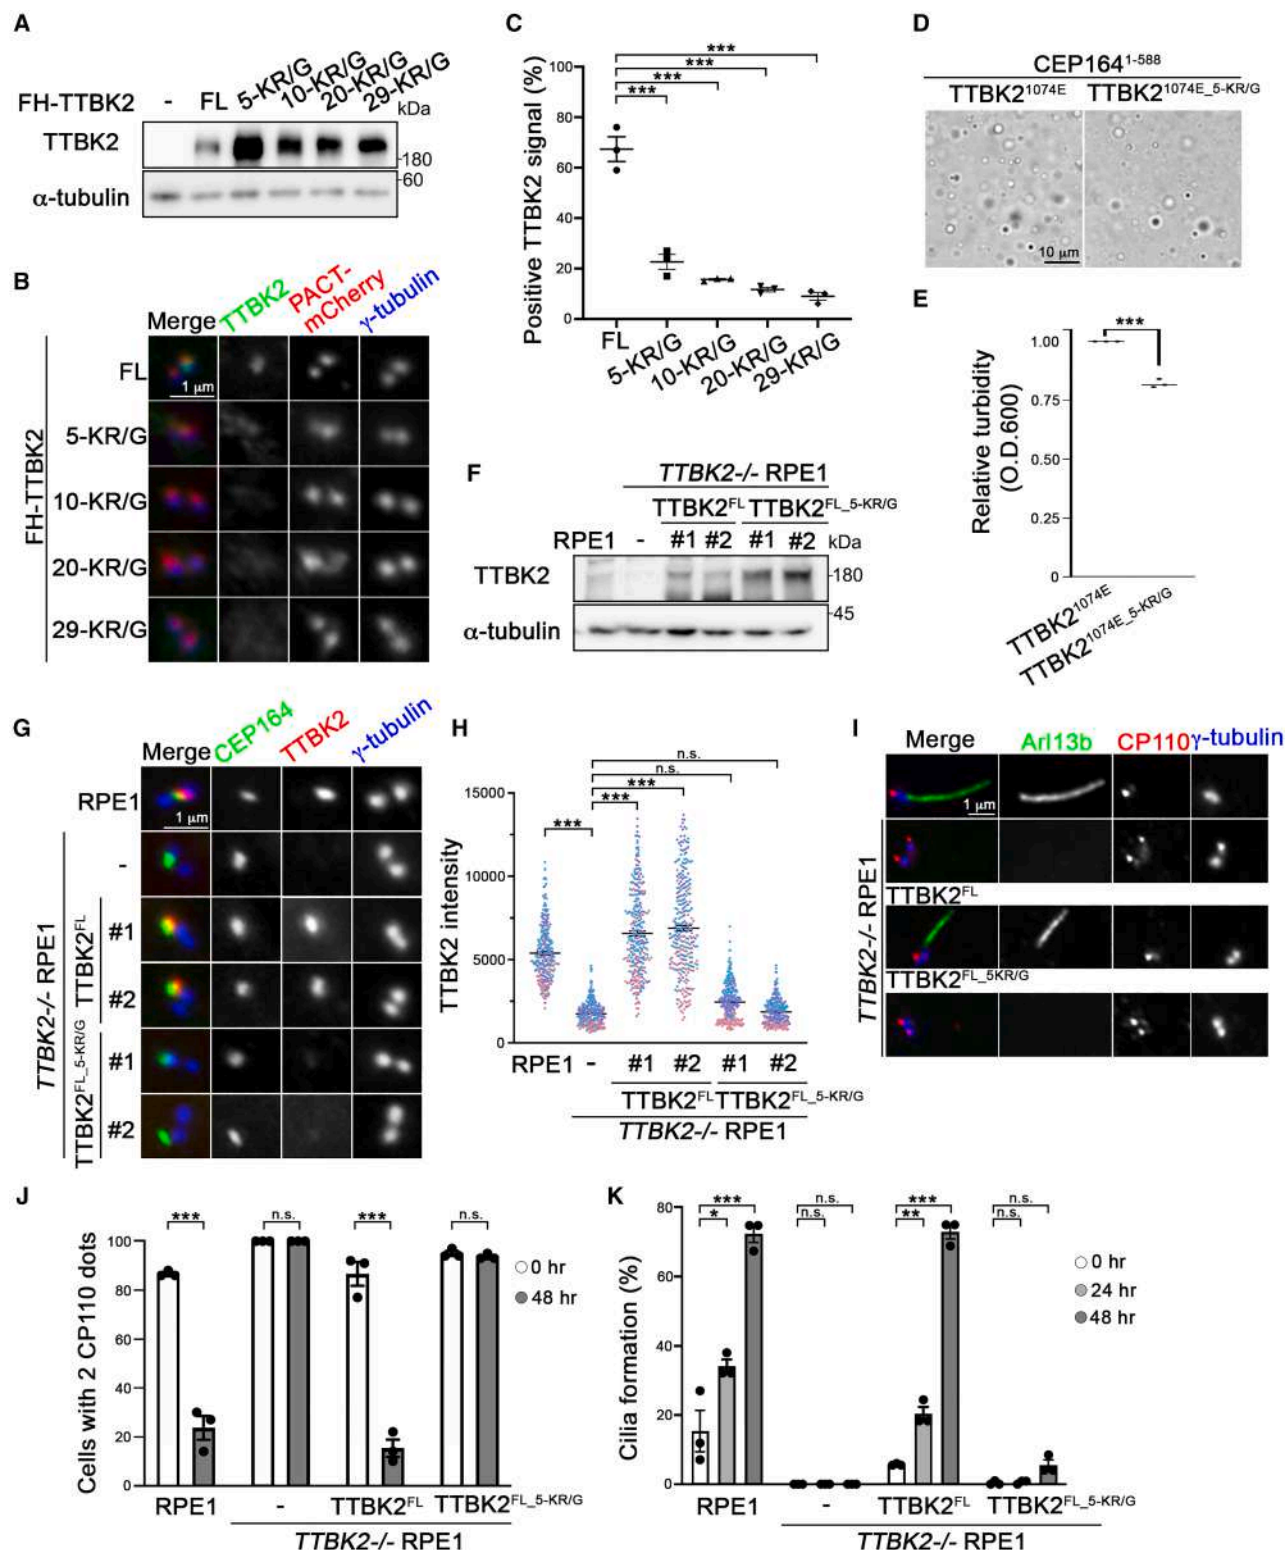 A
FH-TTBK2 - FL 5-KR/G 10-KR/G 20-KR/G 29-KR/G
kDa
TTBK2
-180
-60
α-tubulin
B
Merge TTBK2 PACT-mCherry γ-tubulin
FH-TTBK2
FL
1 μm
5-KR/G
10-KR/G
20-KR/G
29-KR/G
C
Positive TTBK2 signal (%)
***
***
***
***
100
80
60
40
20
0
FL 5-KR/G 10-KR/G 20-KR/G 29-KR/G
D
CEP164¹⁻⁵⁸⁸
TTBK2¹⁰⁷⁴ᴱ TTBK2¹⁰⁷⁴ᴱ_⁵⁻ᴷᴿ/ᴳ
10 μm
E
Relative turbidity
(O.D.600)
***
1.00
0.75
0.50
0.25
0
TTBK2¹⁰⁷⁴ᴱ
TTBK2¹⁰⁷⁴ᴱ_⁵⁻ᴷᴿ/ᴳ
F
TTBK2-/- RPE1
TTBK2ᶠᴸ TTBK2ᶠᴸ_⁵⁻ᴷᴿ/ᴳ
RPE1 - #1 #2 #1 #2 kDa
TTBK2
-180
-45
α-tubulin
G
Merge CEP164 TTBK2 γ-tubulin
RPE1
1 μm
TTBK2-/- RPE1
-
TTBK2ᶠᴸ
#1
#2
TTBK2ᶠᴸ_⁵⁻ᴷᴿ/ᴳ
#1
#2
H
TTBK2 intensity
n.s.
n.s.
***
***
***
15000
10000
5000
0
RPE1 - #1 #2 #1 #2
TTBK2ᶠᴸ TTBK2ᶠᴸ_⁵⁻ᴷᴿ/ᴳ
TTBK2-/- RPE1
I
Merge Arl13b CP110 γ-tubulin
1 μm
TTBK2-/- RPE1
TTBK2ᶠᴸ
TTBK2ᶠᴸ_⁵ᴷᴿ/ᴳ
J
Cells with 2 CP110 dots
*** n.s. *** n.s.
100
80
60
40
20
0
0 hr
48 hr
RPE1 - TTBK2ᶠᴸ TTBK2ᶠᴸ_⁵⁻ᴷᴿ/ᴳ
TTBK2-/- RPE1
K
Cilia formation (%)
*** n.s. *** n.s.
* n.s. ** n.s.
80
60
40
20
0
0 hr
24 hr
48 hr
RPE1 - TTBK2ᶠᴸ TTBK2ᶠᴸ_⁵⁻ᴷᴿ/ᴳ
TTBK2-/- RPE1